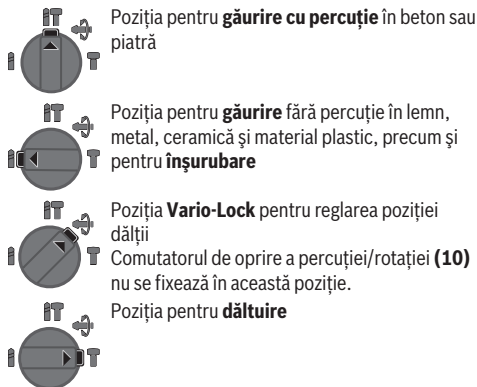 Poziția pentru găurire cu percuție în beton sau
piatră
Poziția pentru găurire fără percuție în lemn,
metal, ceramică şi material plastic, precum şi
pentru înşurubare
Poziția Vario-Lock pentru reglarea poziției
dălții
Comutatorul de oprire a percuției/rotației (10)
nu se fixează în această poziție.
Poziția pentru dăltuire